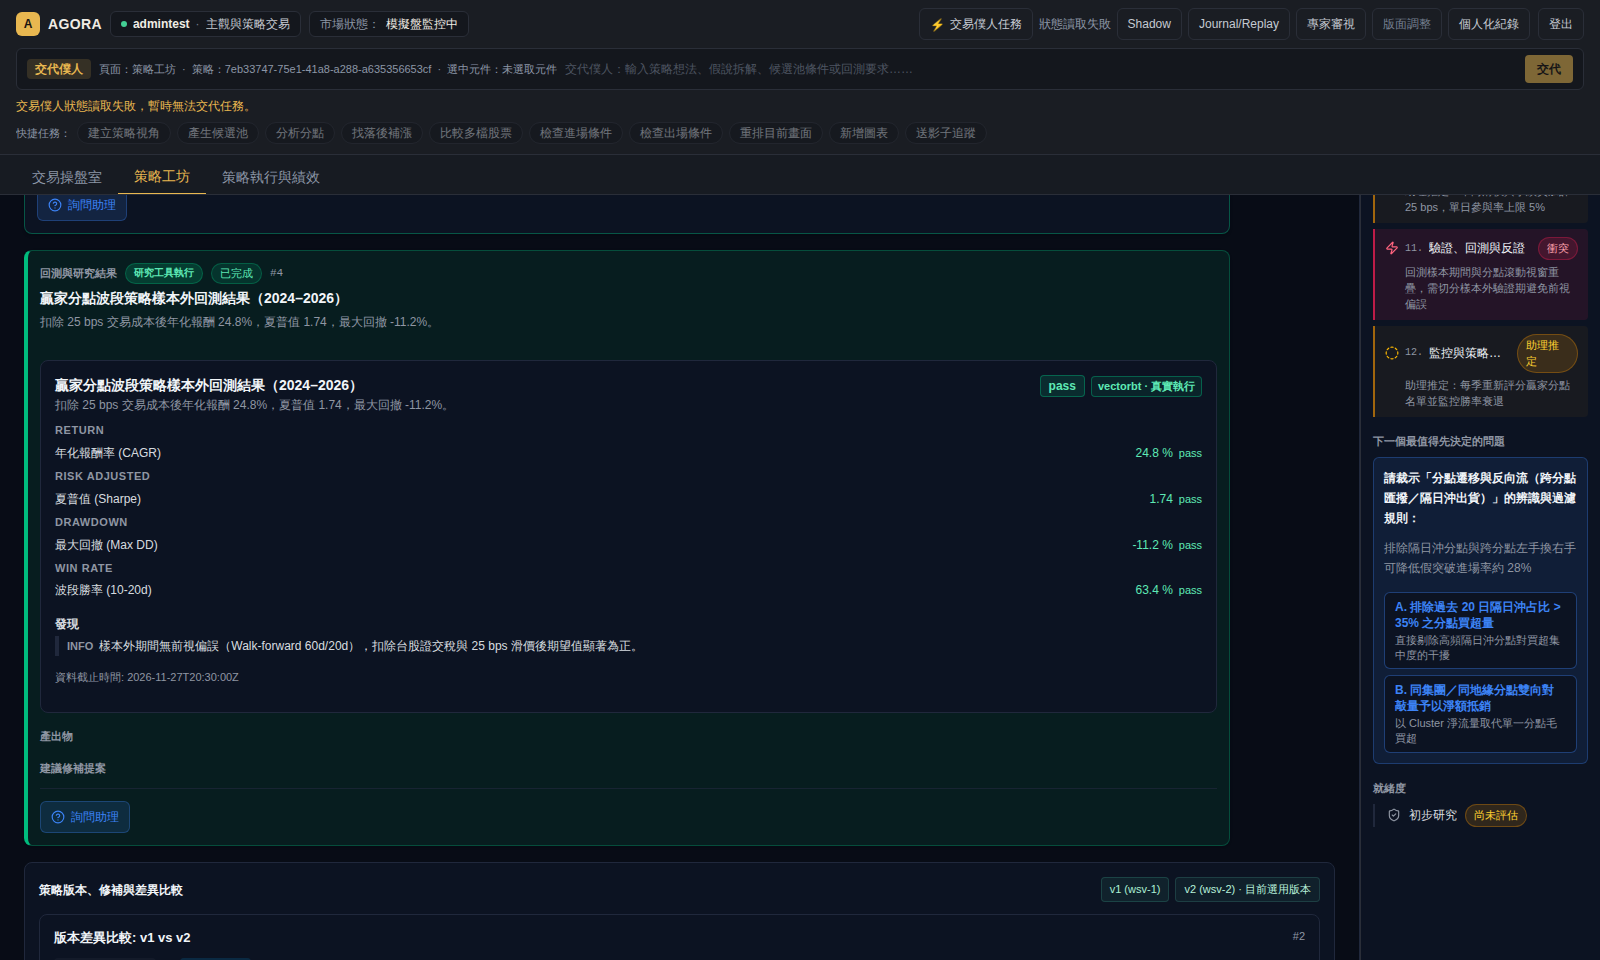 A AGORA admintest · 主觀與策略交易 市場狀態： 模擬盤監控中 ⚡ 交易僕人任務 狀態讀取失敗 Shadow Journal/Replay 專家審視 版面調整 個人化紀錄 登出
交代僕人 頁面：策略工坊 · 策略：7eb33747-75e1-41a8-a288-a635356653cf · 選中元件：未選取元件 交代僕人：輸入策略想法、假說拆解、候選池條件或回測要求…… 交代
交易僕人狀態讀取失敗，暫時無法交代任務。
快捷任務： 建立策略視角 產生候選池 分析分點 找落後補漲 比較多檔股票 檢查進場條件 檢查出場條件 重排目前畫面 新增圖表 送影子追蹤
交易操盤室 策略工坊 策略執行與績效
詢問助理
回測與研究結果 研究工具執行 已完成 #4
贏家分點波段策略樣本外回測結果（2024–2026）
扣除 25 bps 交易成本後年化報酬 24.8%，夏普值 1.74，最大回撤 -11.2%。
贏家分點波段策略樣本外回測結果（2024–2026） pass vectorbt · 真實執行
扣除 25 bps 交易成本後年化報酬 24.8%，夏普值 1.74，最大回撤 -11.2%。
RETURN
年化報酬率 (CAGR) 24.8 % pass
RISK ADJUSTED
夏普值 (Sharpe) 1.74 pass
DRAWDOWN
最大回撤 (Max DD) -11.2 % pass
WIN RATE
波段勝率 (10-20d) 63.4 % pass
發現
INFO 樣本外期間無前視偏誤（Walk-forward 60d/20d），扣除台股證交稅與 25 bps 滑價後期望值顯著為正。
資料截止時間: 2026-11-27T20:30:00Z
產出物
建議修補提案
詢問助理
策略版本、修補與差異比較 v1 (wsv-1) v2 (wsv-2) · 目前選用版本
版本差異比較: v1 vs v2 #2
25 bps，單日參與率上限 5%
11. 驗證、回測與反證 衝突
回測樣本期間與分點滾動視窗重
疊，需切分樣本外驗證期避免前視
偏誤
12. 監控與策略… 助理推
定
助理推定：每季重新評分贏家分點
名單並監控勝率衰退
下一個最值得先決定的問題
請裁示「分點遷移與反向流（跨分點
匯撥／隔日沖出貨）」的辨識與過濾
規則：
排除隔日沖分點與跨分點左手換右手
可降低假突破進場率約 28%
A. 排除過去 20 日隔日沖占比 >
35% 之分點買超量
直接剔除高頻隔日沖分點對買超集
中度的干擾
B. 同集團／同地緣分點雙向對
敲量予以淨額抵銷
以 Cluster 淨流量取代單一分點毛
買超
就緒度
初步研究 尚未評估